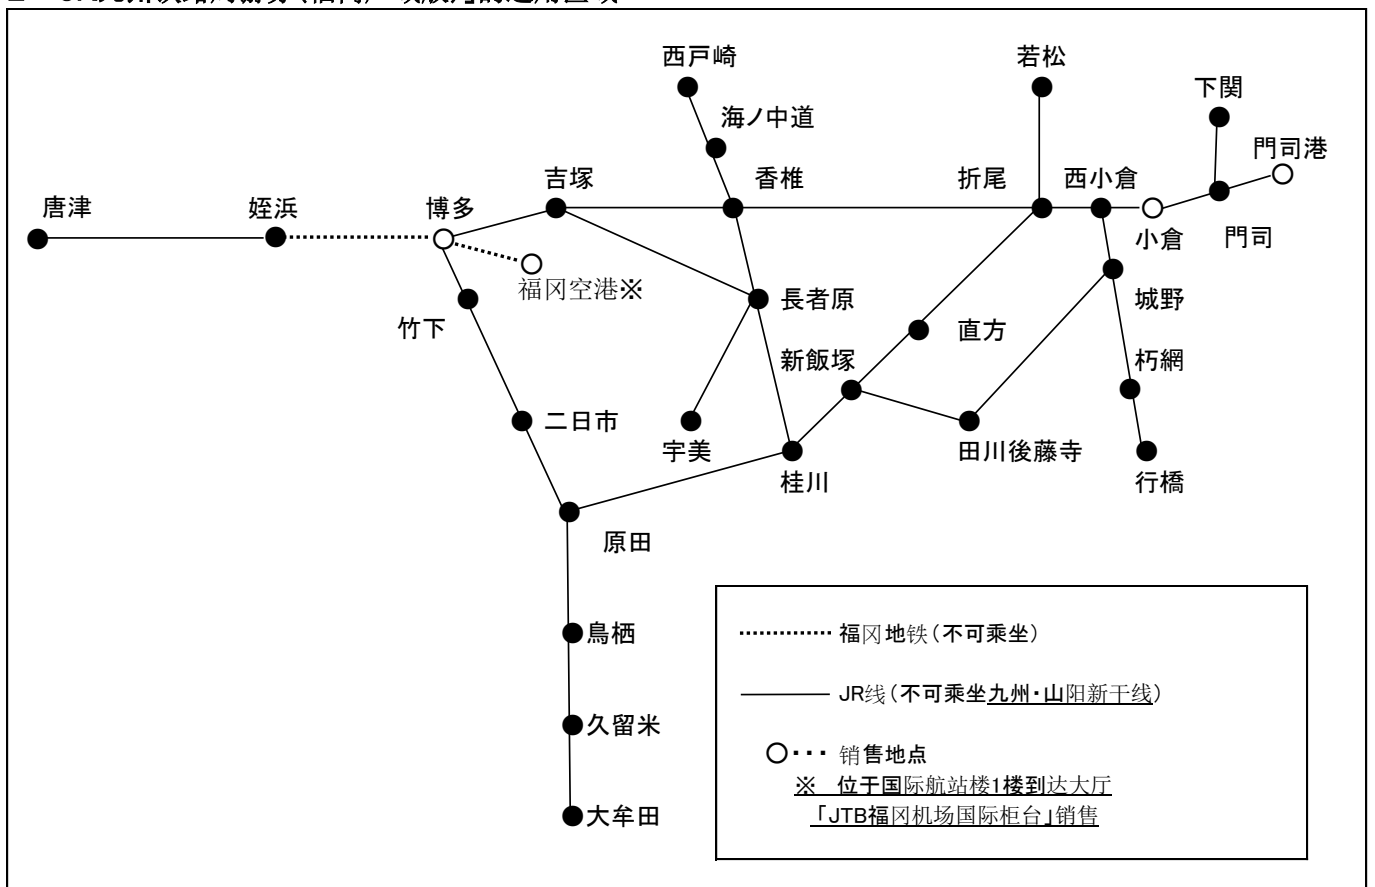 西戸崎
若松
下関
海ノ中道
門司港
吉塚
香椎
折尾
西小倉
唐津
姪浜
博多
小倉
門司
福冈空港※
長者原
城野
竹下
直方
新飯塚
朽網
二日市
宇美
田川後藤寺
桂川
行橋
原田
福冈地铁(不可乘坐)
鳥栖
JR线(不可乘坐九州・山阳新干线)
久留米
销售地点
※ 位于国际航站楼1楼到达大厅
「JTB福冈机场国际柜台」销售
大牟田